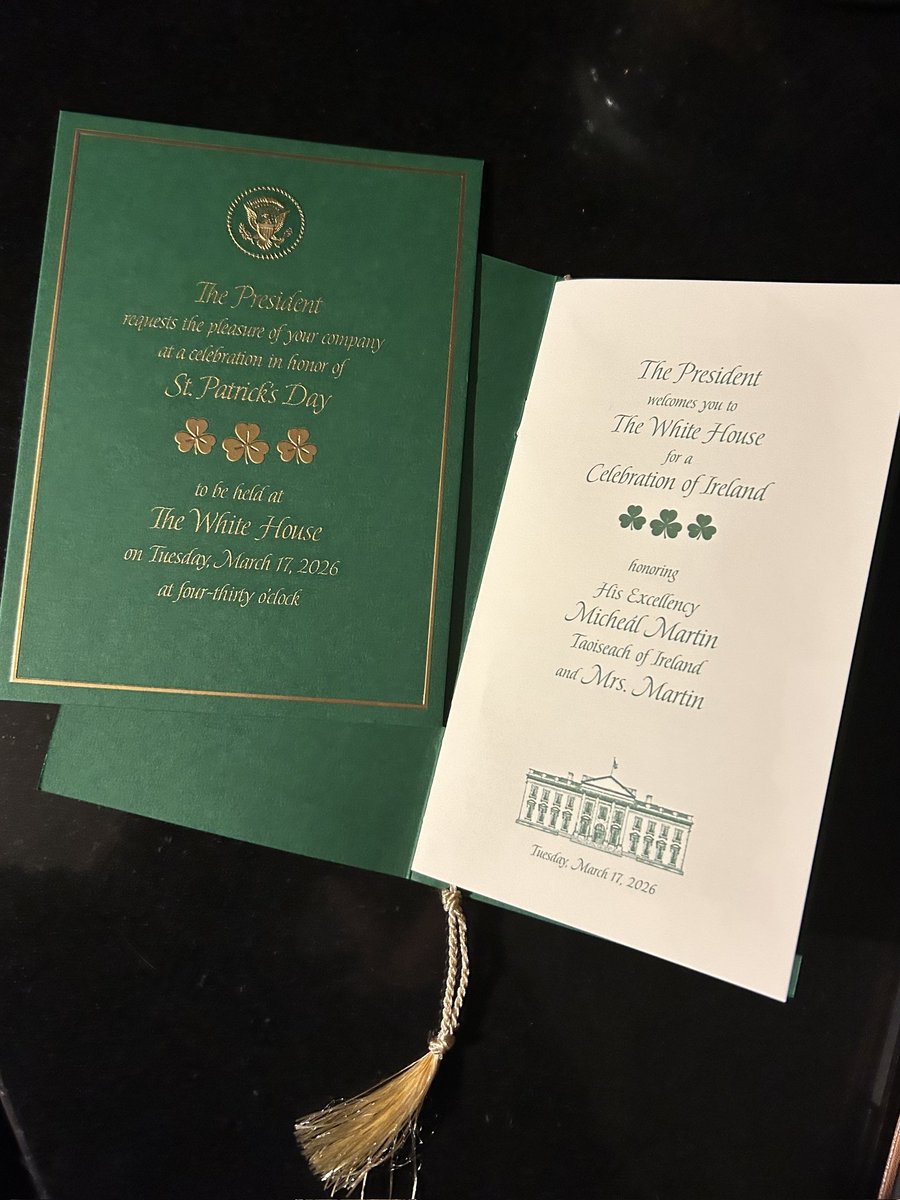 The President
requests the pleasure of your company
at a celebration in honor of
St. Patrick's Day
to be held at
The White House
on Tuesday, March 17, 2026
at four-thirty o'clock
The President
welcomes you to
The White House
for a
Celebration of Ireland
honoring
His Excellency
Micheál Martin
Taoiseach of Ireland
and Mrs. Martin
Tuesday, March 17, 2026